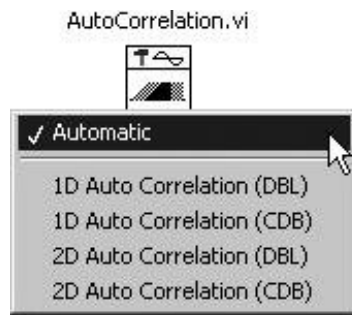 AutoCorrelation.vi
Automatic
1D Auto Correlation (DBL)
1D Auto Correlation (CDB)
2D Auto Correlation (DBL)
2D Auto Correlation (CDB)